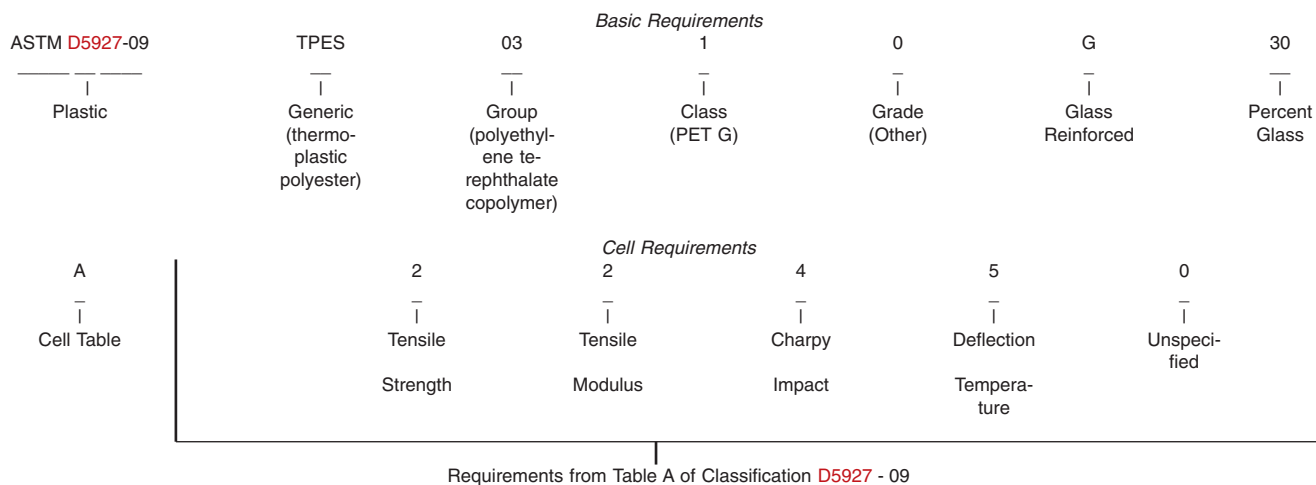 Basic Requirements
ASTM D5927-09 TPES 03 1 0 G 30
Plastic Generic Group Class Grade Glass Percent
(thermo- (polyethyl- (PET G) (Other) Reinforced Glass
plastic ene te-
polyester) rephthalate
copolymer)
Cell Requirements
A 2 2 4 5 0
Cell Table Tensile Tensile Charpy Deflection Unspeci-
fied
Strength Modulus Impact Tempera-
ture
Requirements from Table A of Classification D5927 - 09